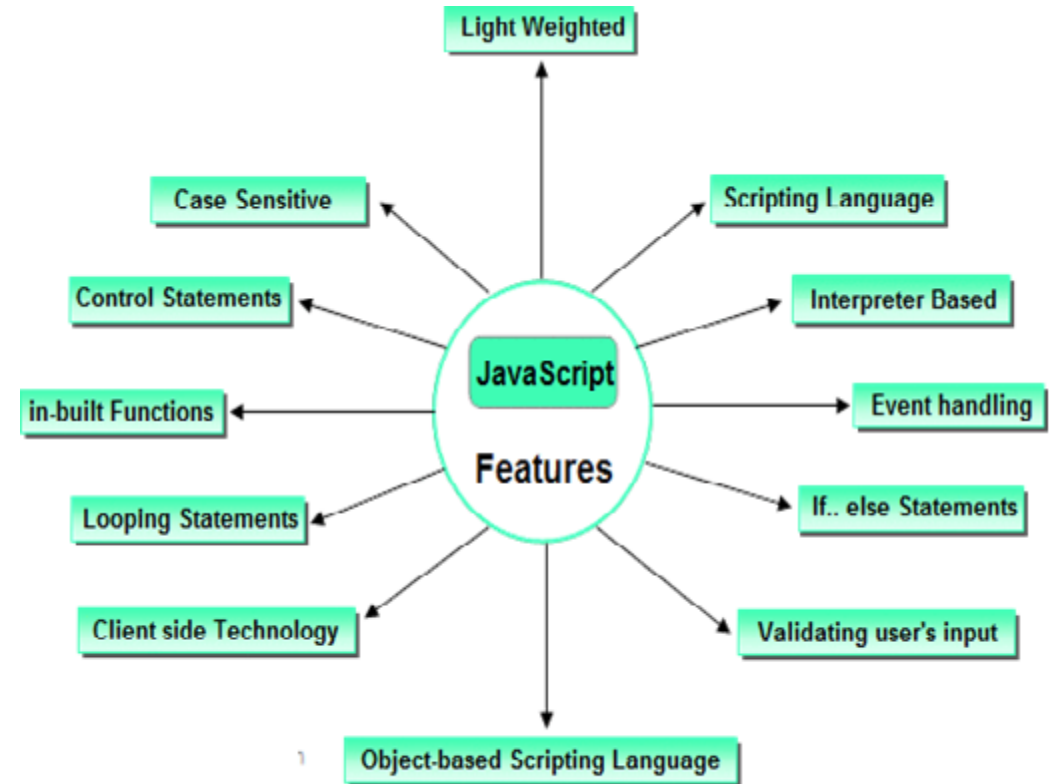 Light Weighted
Case Sensitive
Scripting Language
Control Statements
Interpreter Based
JavaScript
in-built Functions
Event handling
Features
Looping Statements
If.. else Statements
Client side Technology
Validating user's input
Object-based Scripting Language